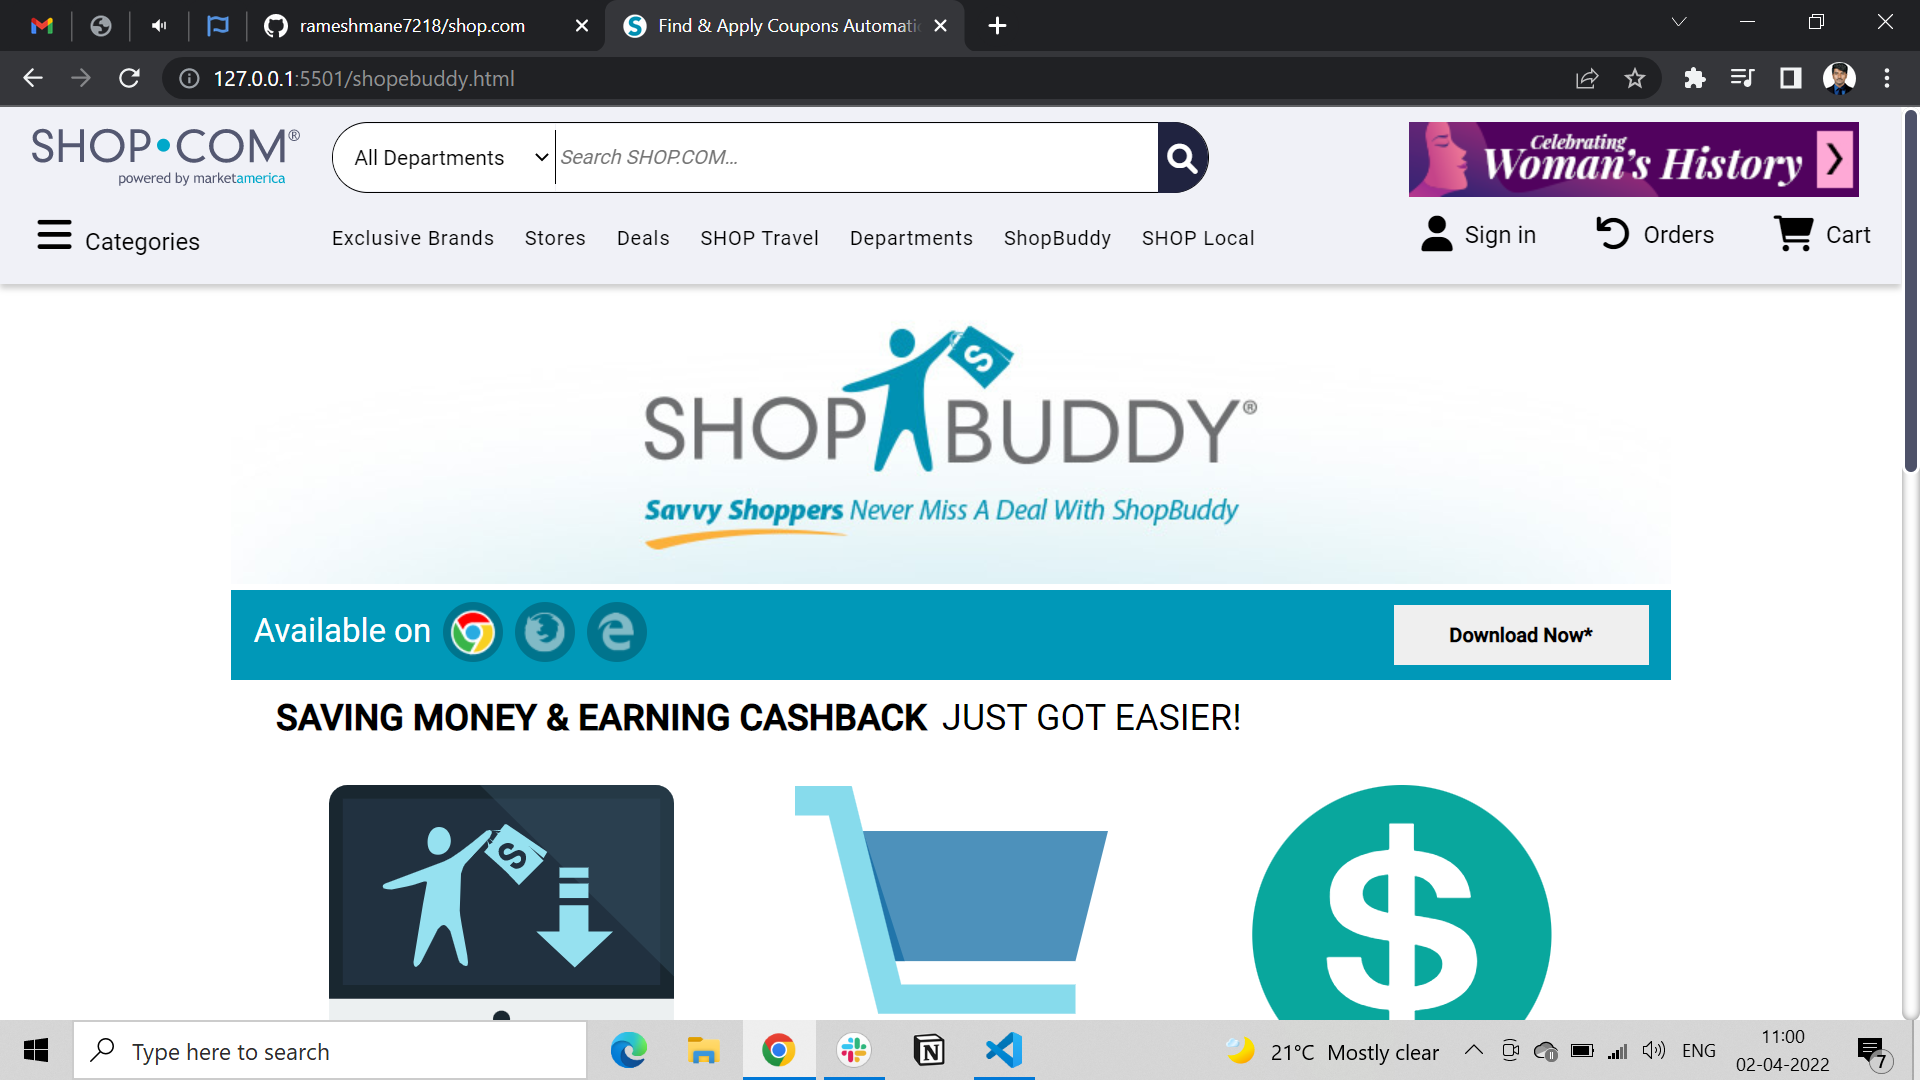 rameshmane7218/shop.com
Find & Apply Coupons Automatic
127.0.0.1:5501/shopebuddy.html
SHOP•COM®
powered by marketamerica
All Departments
Search SHOP.COM...
Celebrating
Woman's History
Categories
Exclusive Brands Stores Deals SHOP Travel Departments ShopBuddy SHOP Local
Sign in
Orders
Cart
SHOP BUDDY®
Savvy Shoppers Never Miss A Deal With ShopBuddy
Available on
Download Now*
SAVING MONEY & EARNING CASHBACK JUST GOT EASIER!
Type here to search
21°C Mostly clear
ENG
11:00
02-04-2022
7